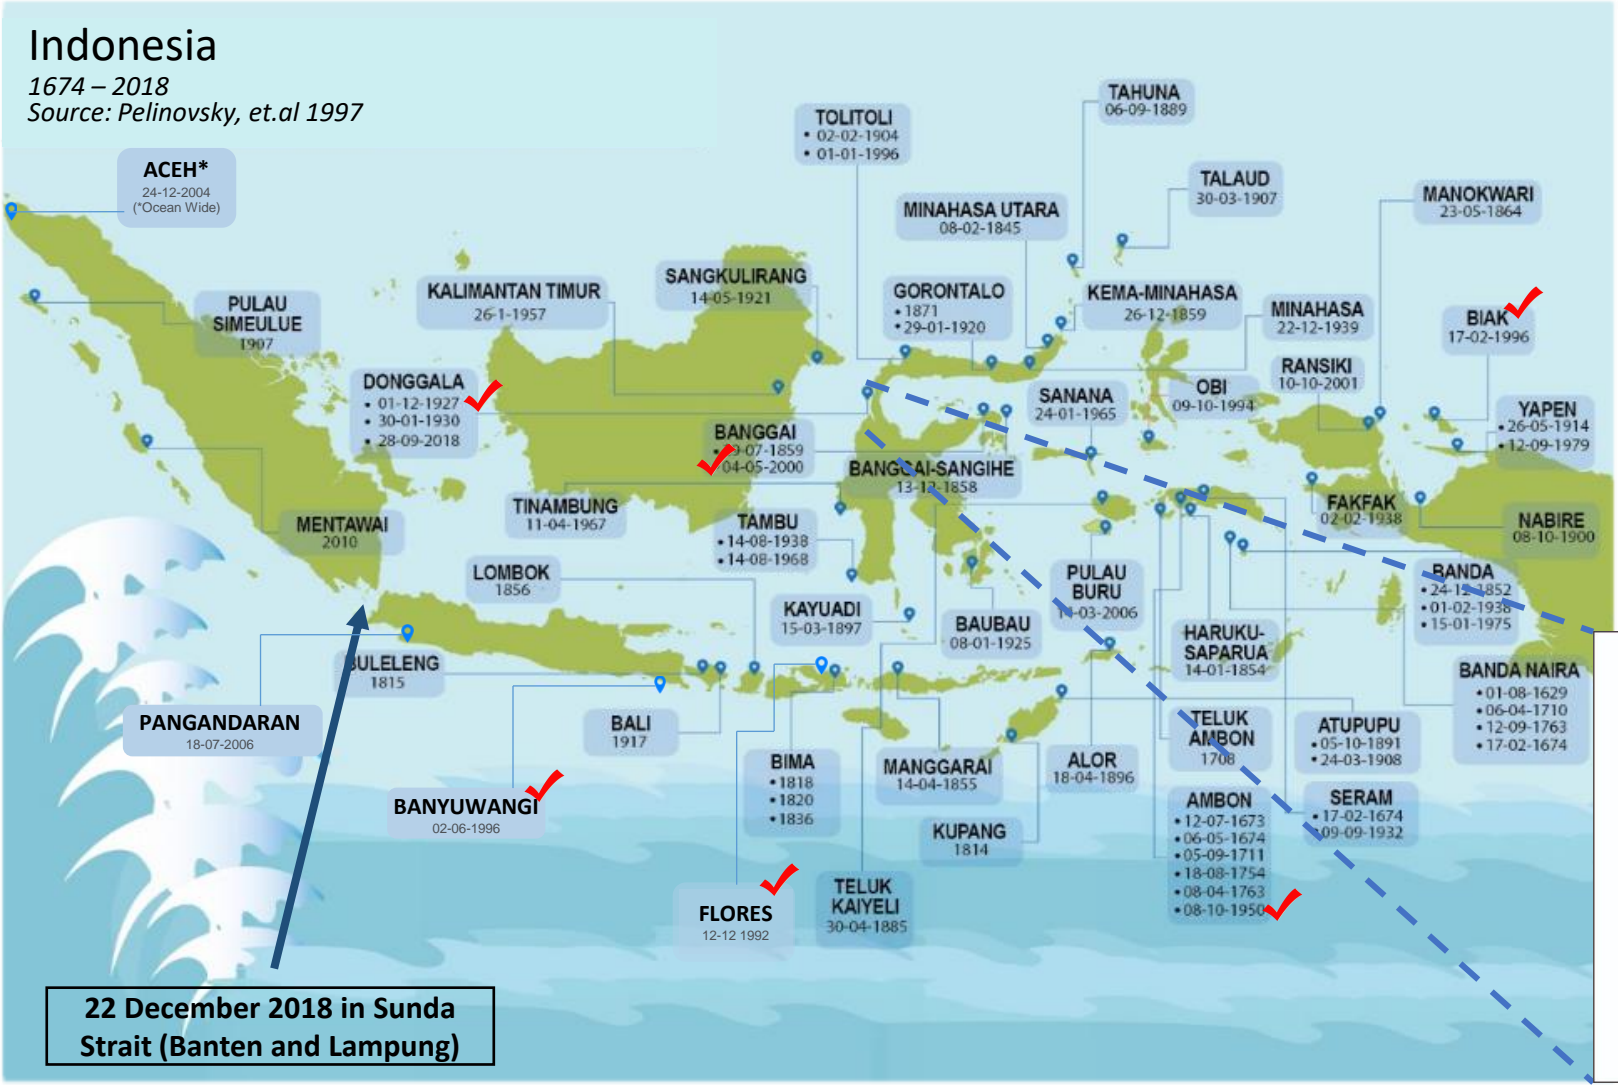 Indonesia
1674 – 2018
Source: Pelinovsky, et.al 1997
ACEH*
24-12-2004
(*Ocean Wide)
PULAU
SIMEULUE
1907
MENTAWAI
2010
KALIMANTAN TIMUR
26-1-1957
SANGKULIRANG
14-05-1921
DONGGALA
• 01-12-1927
• 30-01-1930
• 28-09-2018
BANGGAI
-07-1859
04-05-2000
TINAMBUNG
11-04-1967
TAMBU
• 14-08-1938
• 14-08-1968
LOMBOK
1856
KAYUADI
15-03-1897
TOLITOLI
• 02-02-1904
• 01-01-1996
MINAHASA UTARA
08-02-1845
GORONTALO
• 1871
• 29-01-1920
TAHUNA
06-09-1889
TALAUD
30-03-1907
KEMA-MINAHASA
26-12-1859
MINAHASA
22-12-1939
MANOKWARI
23-05-1864
BIAK
17-02-1996
RANSIKI
10-10-2001
OBI
09-10-1994
SANANA
24-01-1965
YAPEN
• 26-05-1914
• 12-09-1979
BANGGAI-SANGIHE
13-12-1858
FAKFAK
02-02-1938
NABIRE
08-10-1900
PULAU
BURU
14-03-2006
BAUBAU
08-01-1925
HARUKU-
SAPARUA
14-01-1854
BANDA
• 24-12-1852
• 01-02-1938
• 15-01-1975
BANDA NAIRA
• 01-08-1629
• 06-04-1710
• 12-09-1763
• 17-02-1674
BULELENG
1815
PANGANDARAN
18-07-2006
BALI
1917
BANYUWANGI
02-06-1996
BIMA
• 1818
• 1820
• 1836
MANGGARAI
14-04-1855
ALOR
18-04-1896
TELUK
AMBON
1708
ATUPUPU
• 05-10-1891
• 24-03-1908
KUPANG
1814
AMBON
• 12-07-1673
• 06-05-1674
• 05-09-1711
• 18-08-1754
• 08-04-1763
• 08-10-1950
SERAM
• 17-02-1674
• 09-09-1932
FLORES
12-12 1992
TELUK
KAIYELI
30-04-1885
22 December 2018 in Sunda
Strait (Banten and Lampung)